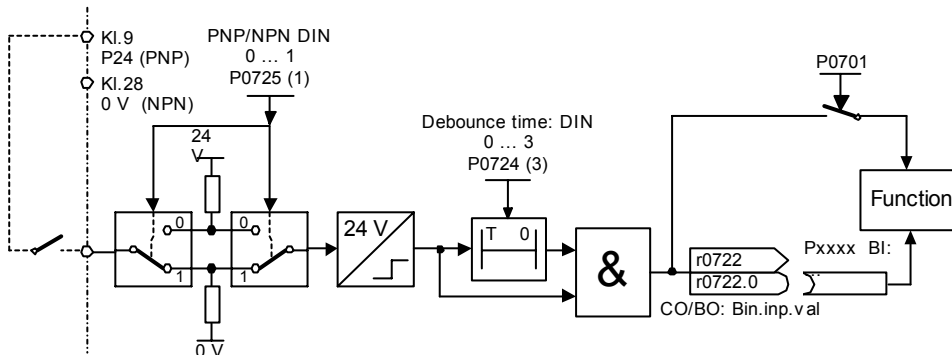 Kl.9
P24 (PNP)
Kl.28
0 V (NPN)
PNP/NPN DIN
0 ... 1
P0725 (1)
24
V
0
0
1
1
0 V
24 V
Debounce time: DIN
0 ... 3
P0724 (3)
T 0
&
P0701
Function
r0722
r0722.0
Pxxxx BI:
...
CO/BO: Bin.inp.val